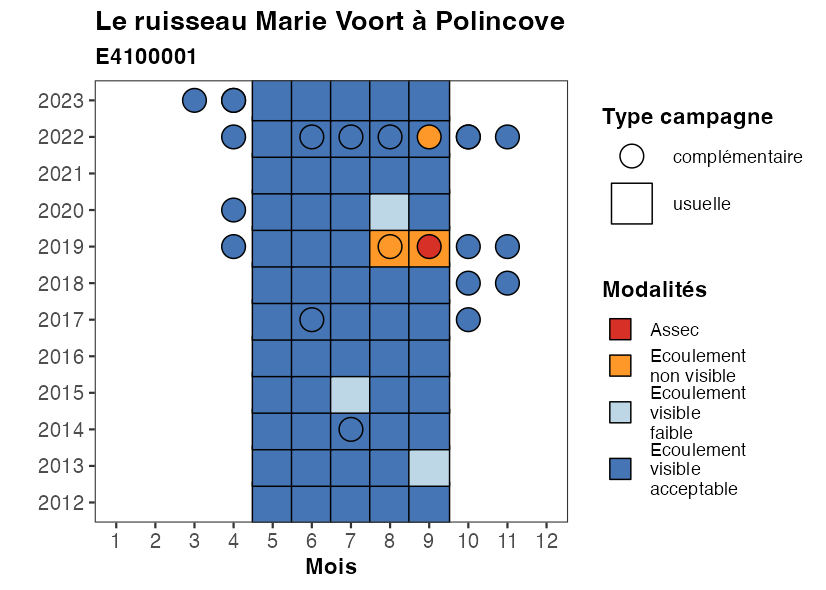 Le ruisseau Marie Voort à Polincove
E4100001
2023
2022
2021
2020
2019
2018
2017
2016
2015
2014
2013
2012
1 2 3 4 5 6 7 8 9 10 11 12
Mois
Type campagne
complémentaire
usuelle
Modalités
Assec
Ecoulement
non visible
Ecoulement
visible
faible
Ecoulement
visible
acceptable